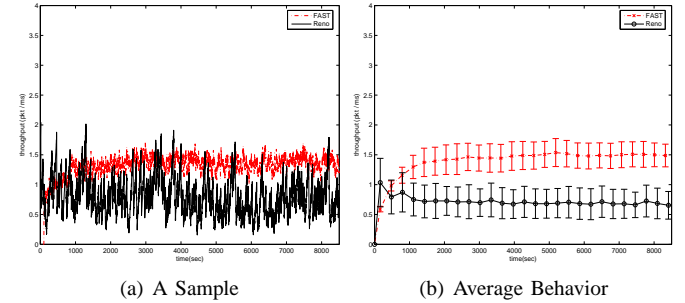 4
3.5
3
2.5
2
1.5
1
0.5
0
throughput (pkt / ms)
0 1000 2000 3000 4000 5000 6000 7000 8000
time(sec)
FAST
Reno
(a) A Sample
4
3.5
3
2.5
2
1.5
1
0.5
0
throughput (pkt / ms)
0 1000 2000 3000 4000 5000 6000 7000 8000
time(sec)
FAST
Reno
(b) Average Behavior